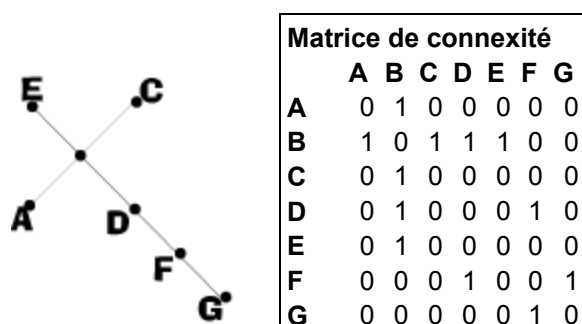 E
C
A
D
F
G
Matrice de connexité
A B C D E F G
A 0 1 0 0 0 0 0
B 1 0 1 1 1 0 0
C 0 1 0 0 0 0 0
D 0 1 0 0 0 1 0
E 0 1 0 0 0 0 0
F 0 0 0 1 0 0 1
G 0 0 0 0 0 1 0